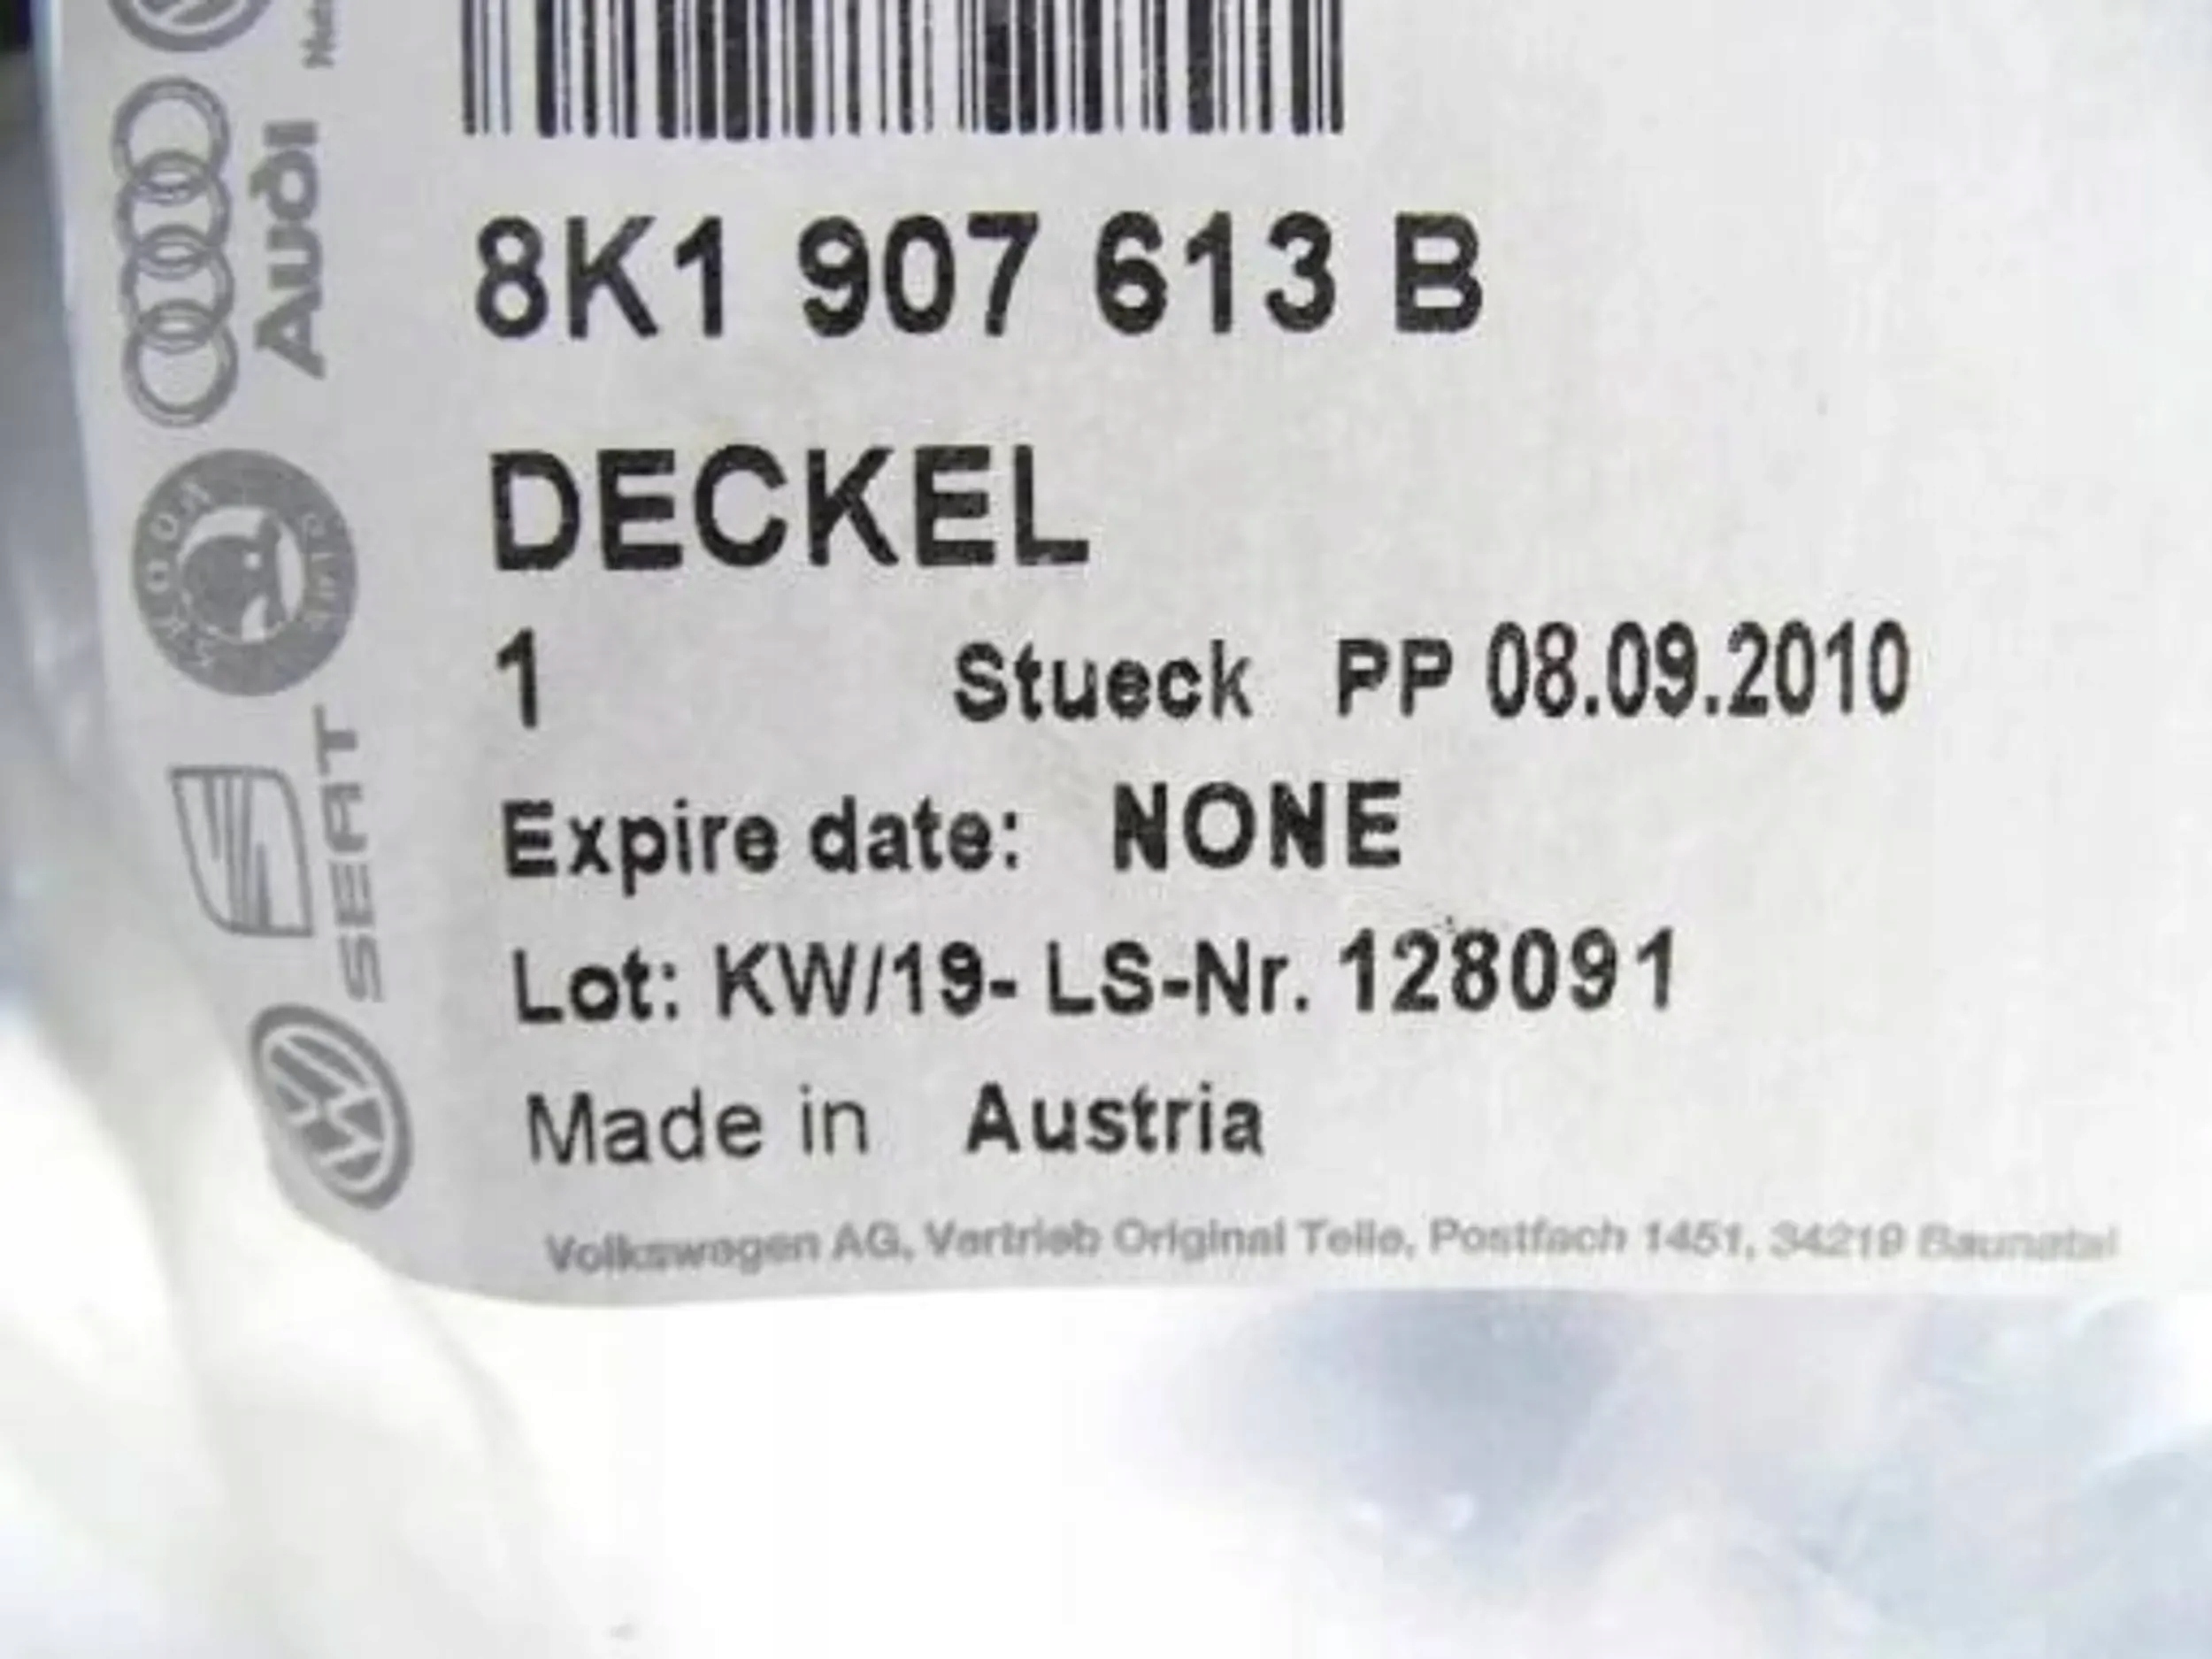 8K1 907 613 B
DECKEL
1 Stueck PP 08.09.2010
Expire date: NONE
Lot: KW/19- LS-Nr. 128091
Made in Austria
Volkswagen AG, Vertrieb Original Teile, Postfach 1451, 34219 Baunatal
Audi
SKODA
SEAT